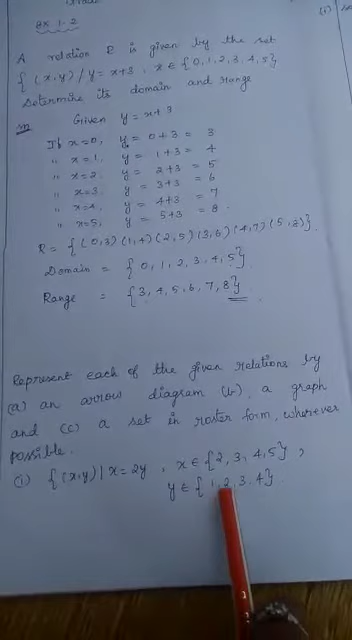 Ex 1-2
(i)
A relation R is given by the set
{(x,y) / y = x+3, x ∈ {0,1,2,3,4,5}
Determine its domain and range
Given y = x+3
If x=0, y = 0+3 = 3
" x=1, y = 1+3 = 4
" x=2, y = 2+3 = 5
" x=3, y = 3+3 = 6
" x=4, y = 4+3 = 7
" x=5, y = 5+3 = 8.
R = {(0,3)(1,4)(2,5)(3,6)(4,7)(5,8)}.
Domain = {0,1,2,3,4,5}
Range = {3,4,5,6,7,8}.
Represent each of the given relations by
(a) an arrow diagram (b), a graph
and (c) a set in roster form, wherever
possible.
(i) {(x,y) | x = 2y, x ∈ {2,3,4,5},
y ∈ {1,2,3,4}